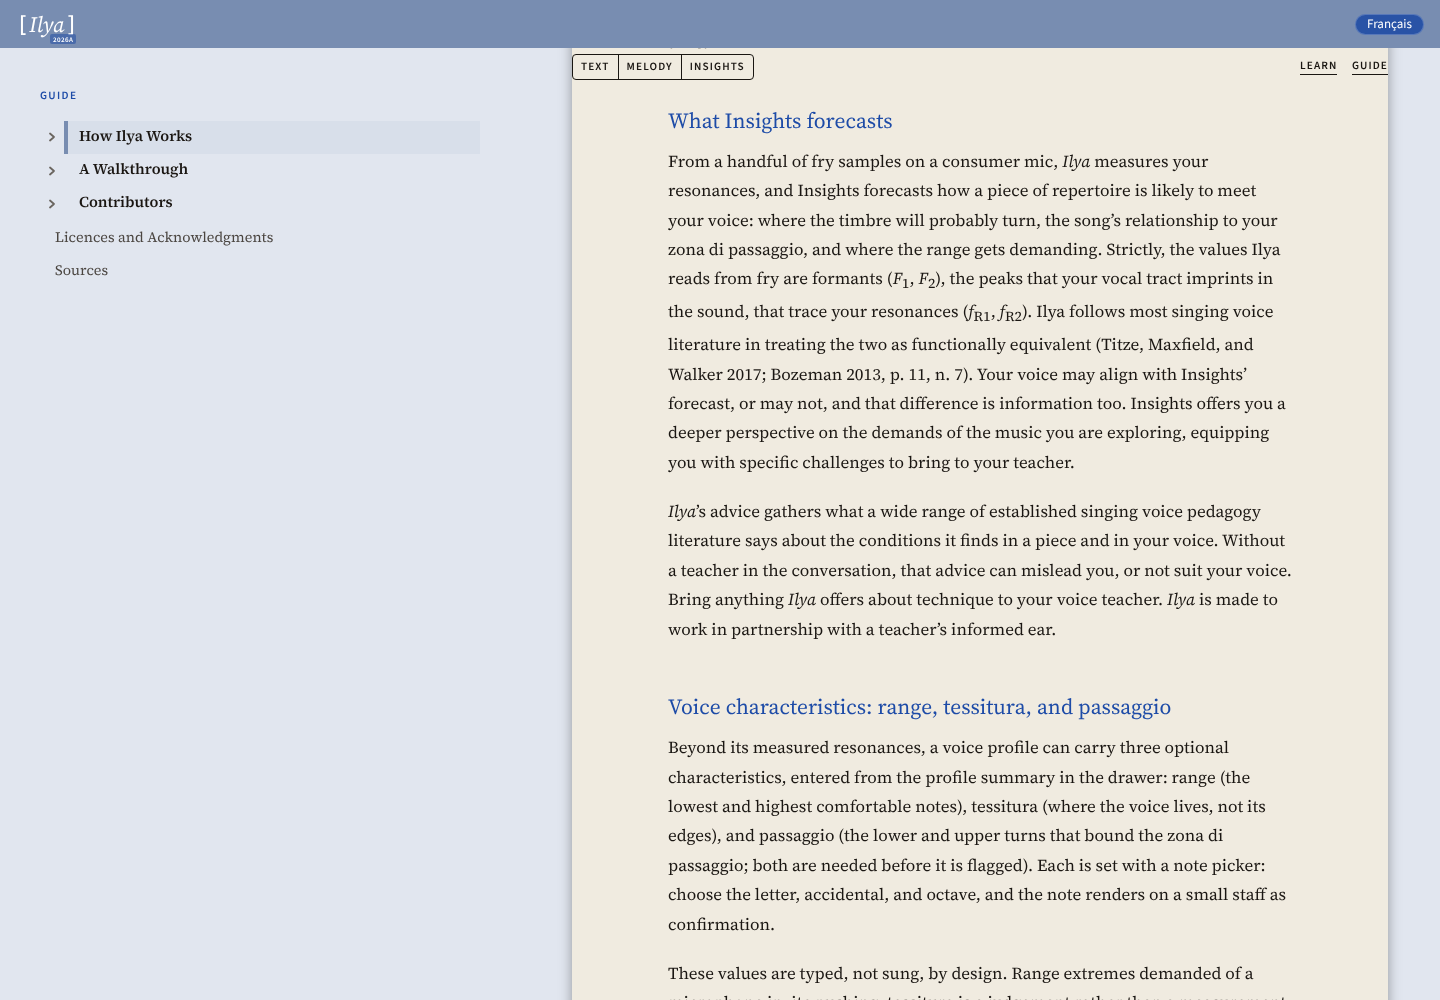 [Ilya]
2026A
Français
TEXT MELODY INSIGHTS
LEARN GUIDE
GUIDE
How Ilya Works
A Walkthrough
Contributors
Licences and Acknowledgments
Sources
What Insights forecasts
From a handful of fry samples on a consumer mic, Ilya measures your
resonances, and Insights forecasts how a piece of repertoire is likely to meet
your voice: where the timbre will probably turn, the song’s relationship to your
zona di passaggio, and where the range gets demanding. Strictly, the values Ilya
reads from fry are formants (F1, F2), the peaks that your vocal tract imprints in
the sound, that trace your resonances (fR1, fR2). Ilya follows most singing voice
literature in treating the two as functionally equivalent (Titze, Maxfield, and
Walker 2017; Bozeman 2013, p. 11, n. 7). Your voice may align with Insights’
forecast, or may not, and that difference is information too. Insights offers you a
deeper perspective on the demands of the music you are exploring, equipping
you with specific challenges to bring to your teacher.
Ilya’s advice gathers what a wide range of established singing voice pedagogy
literature says about the conditions it finds in a piece and in your voice. Without
a teacher in the conversation, that advice can mislead you, or not suit your voice.
Bring anything Ilya offers about technique to your voice teacher. Ilya is made to
work in partnership with a teacher’s informed ear.
Voice characteristics: range, tessitura, and passaggio
Beyond its measured resonances, a voice profile can carry three optional
characteristics, entered from the profile summary in the drawer: range (the
lowest and highest comfortable notes), tessitura (where the voice lives, not its
edges), and passaggio (the lower and upper turns that bound the zona di
passaggio; both are needed before it is flagged). Each is set with a note picker:
choose the letter, accidental, and octave, and the note renders on a small staff as
confirmation.
These values are typed, not sung, by design. Range extremes demanded of a